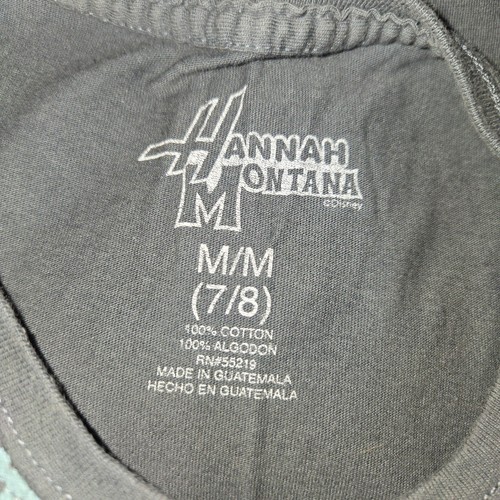 HANNAH
MONTANA
©Disney
M/M
(7/8)
100% COTTON
100% ALGODON
RN#55219
MADE IN GUATEMALA
HECHO EN GUATEMALA